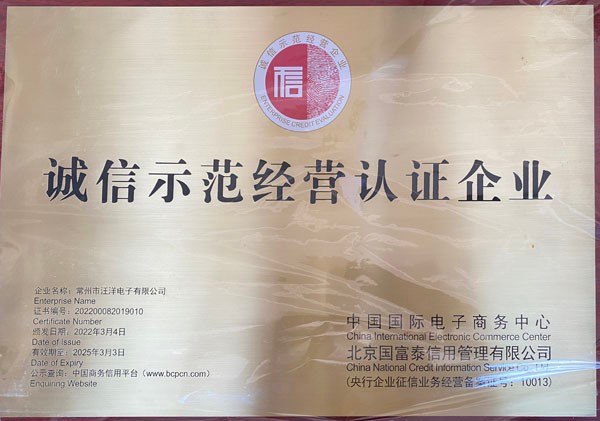 诚信示范经营企业
信
ENTERPRISE CREDIT EVALUATION
诚信示范经营认证企业
企业名称：常州市汪洋电子有限公司
Enterprise Name
证书编号：202200082019010
Certificate Number
颁发日期：2022年3月4日
Date of Issue
有效期至：2025年3月3日
Date of Expiry
公示查询：中国商务信用平台（www.bcpcn.com）
Enquiring Website
中国国际电子商务中心
China International Electronic Commerce Center
北京国富泰信用管理有限公司
China National Credit Information Service Co., Ltd.
（央行企业征信业务经营备案证号：10013）